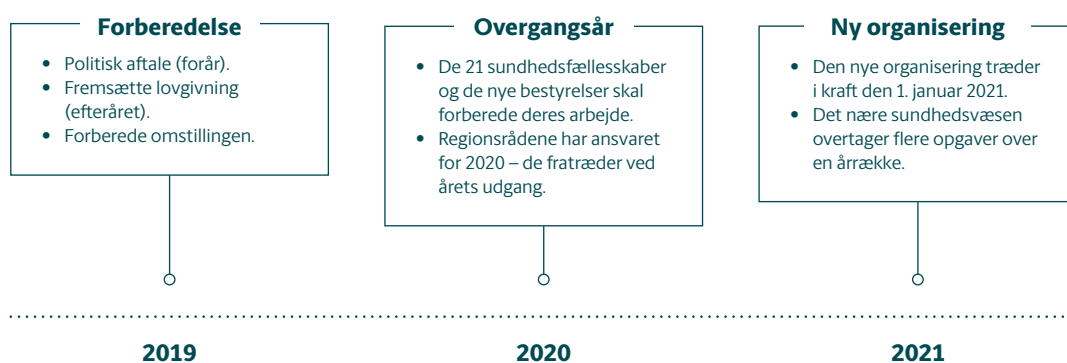 Forberedelse
• Politisk aftale (forår).
• Fremsætte lovgivning
(efteråret).
• Forberede omstillingen.
Overgangsår
• De 21 sundhedsfællesskaber
og de nye bestyrelser skal
forberede deres arbejde.
• Regionsrådene har ansvaret
for 2020 – de fratræder ved
årets udgang.
Ny organisering
• Den nye organisering træder
i kraft den 1. januar 2021.
• Det nære sundhedsvæsen
overtager flere opgaver over
en årrække.
2019
2020
2021